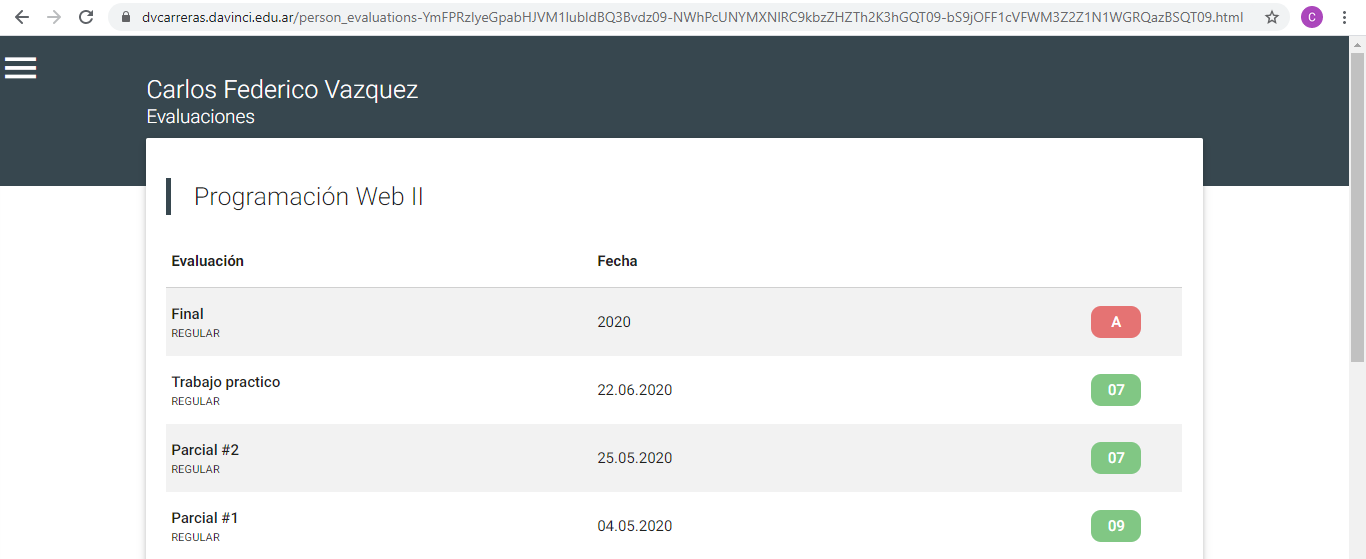 dvcarreras.davinci.edu.ar/person_evaluations-YmFPRzIyeGpabHJVM1lubldBQ3Bvdz09-NWhPcUNYMXNIRC9kbzZHZTh2K3hGQT09-bS9jOFF1cVFWM3Z2Z1N1WGRQazBSQT09.html
C
Carlos Federico Vazquez
Evaluaciones
Programación Web II
Evaluación Fecha
Final 2020 A
REGULAR
Trabajo practico 22.06.2020 07
REGULAR
Parcial #2 25.05.2020 07
REGULAR
Parcial #1 04.05.2020 09
REGULAR